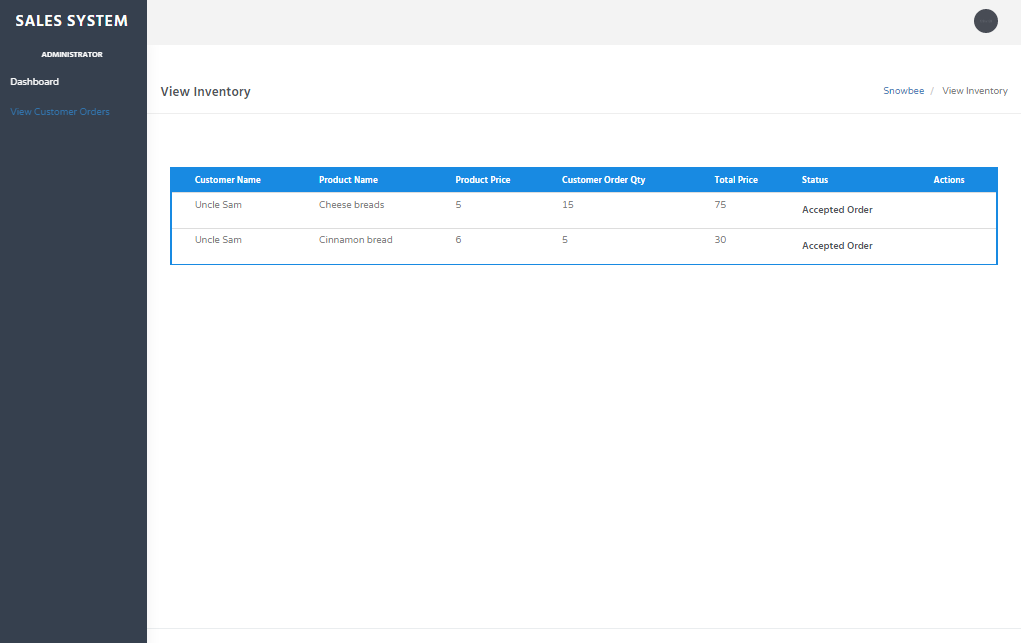 SALES SYSTEM
ADMINISTRATOR
Dashboard
View Customer Orders
View Inventory
Snowbee / View Inventory
Customer Name Product Name Product Price Customer Order Qty Total Price Status Actions
Uncle Sam Cheese breads 5 15 75 Accepted Order
Uncle Sam Cinnamon bread 6 5 30 Accepted Order